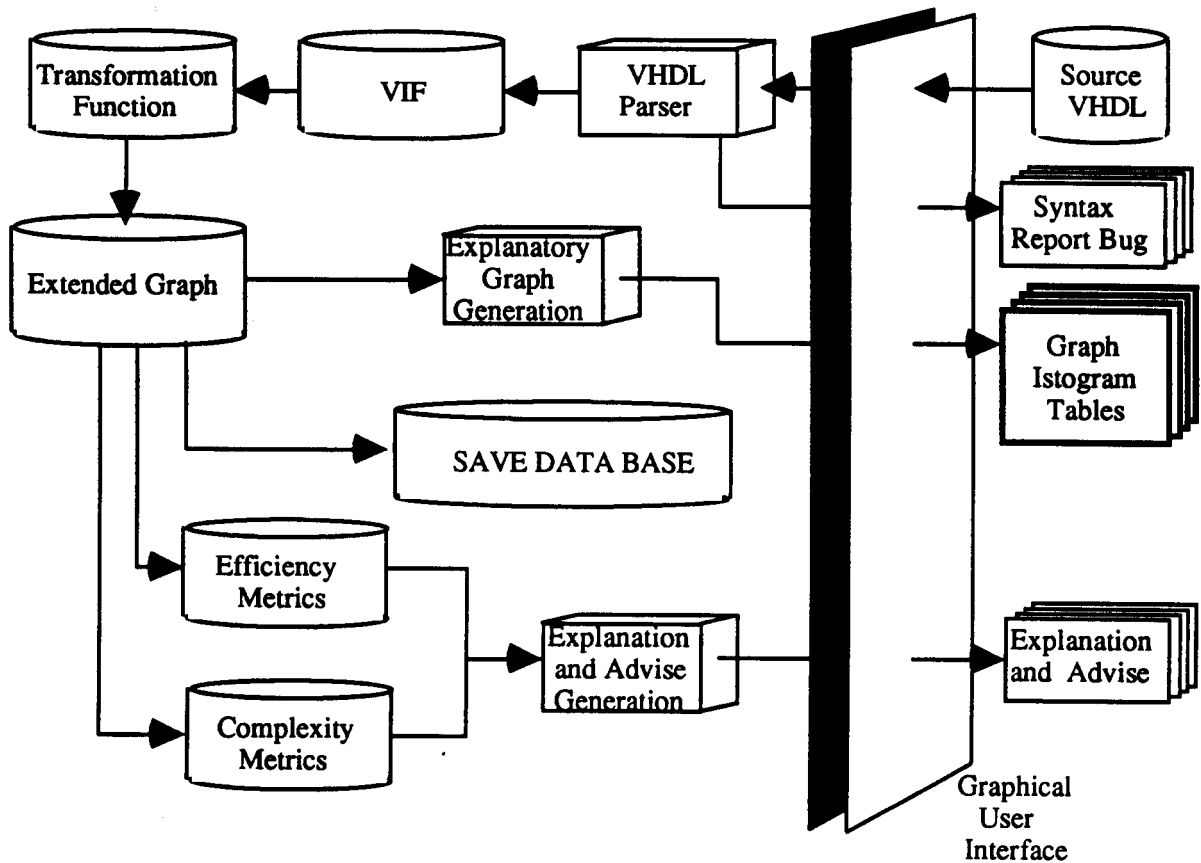 Transformation
Function
VIF
VHDL
Parser
Source
VHDL
Syntax
Report Bug
Extended Graph
Explanatory
Graph
Generation
Graph
Istogram
Tables
SAVE DATA BASE
Efficiency
Metrics
Explanation
and Advise
Generation
Explanation
and Advise
Complexity
Metrics
Graphical
User
Interface